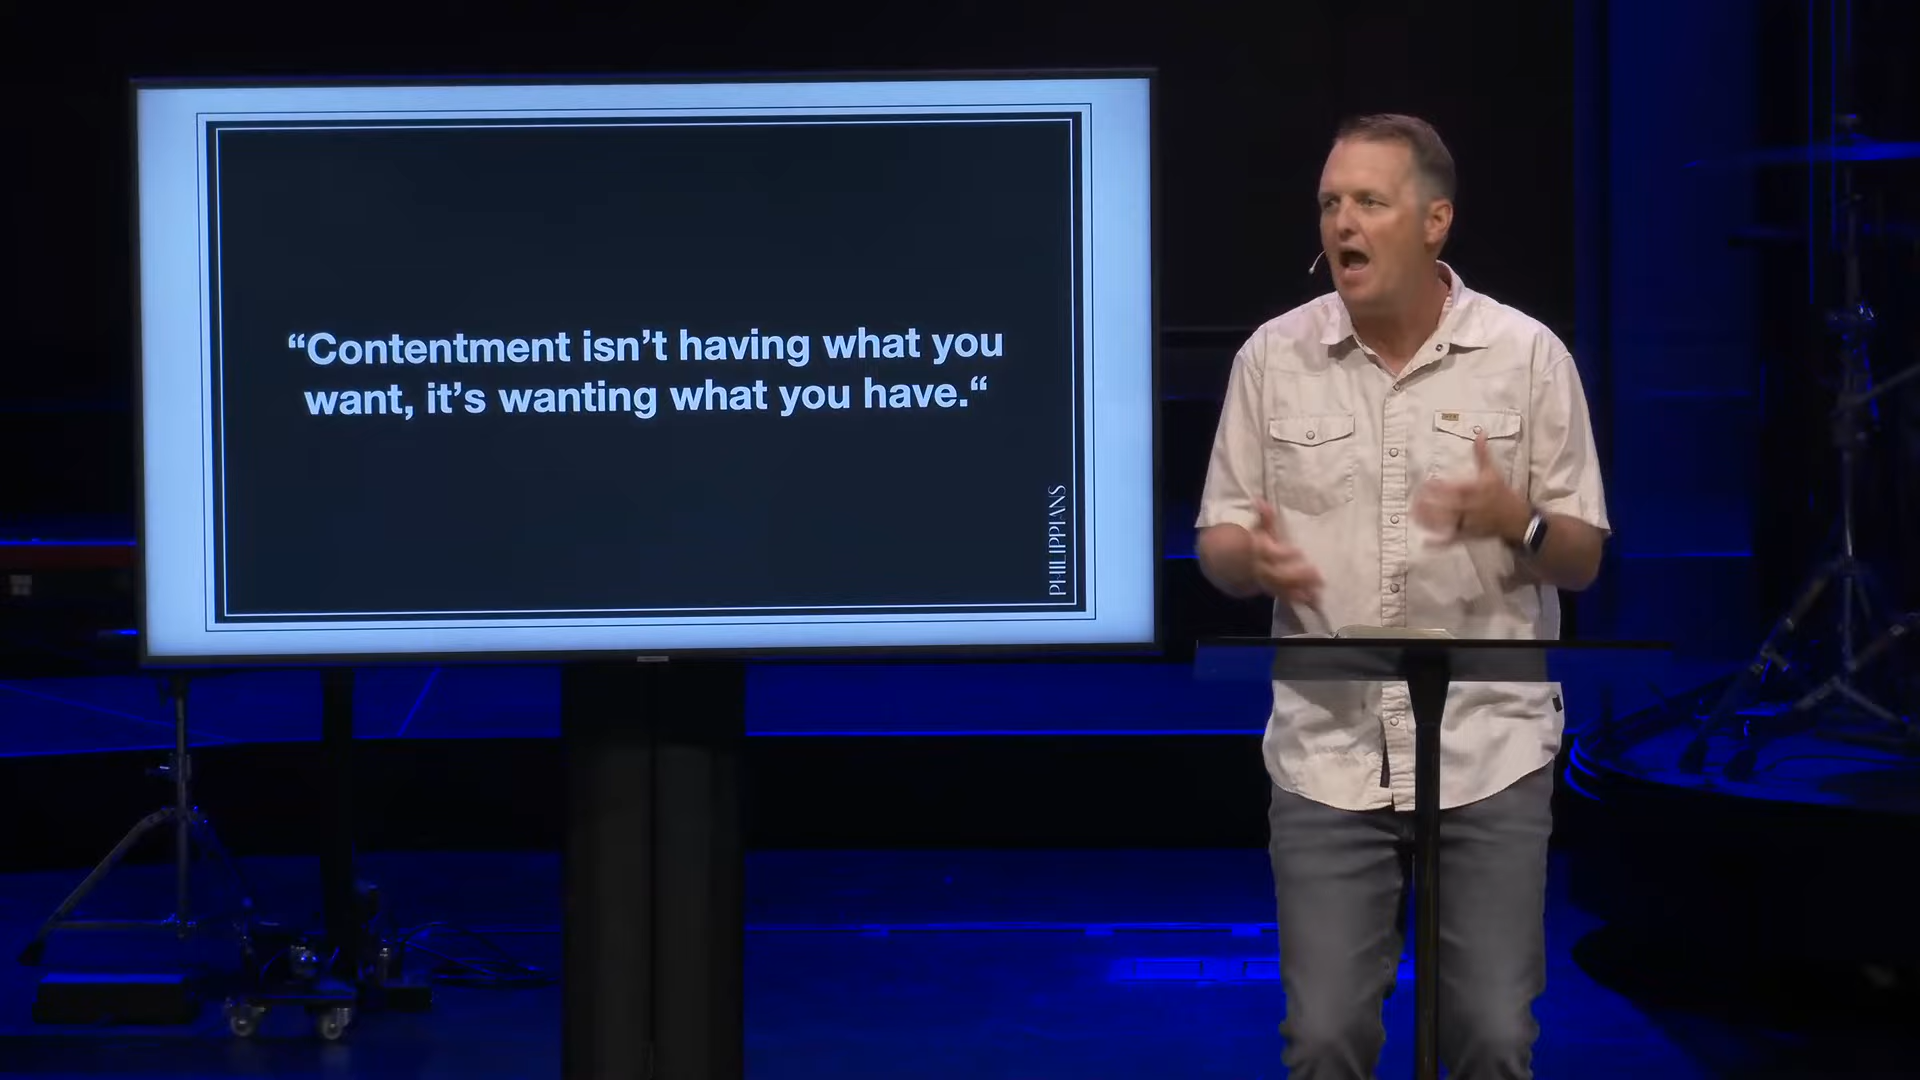 “Contentment isn’t having what you
want, it’s wanting what you have.“
PHILIPPIANS